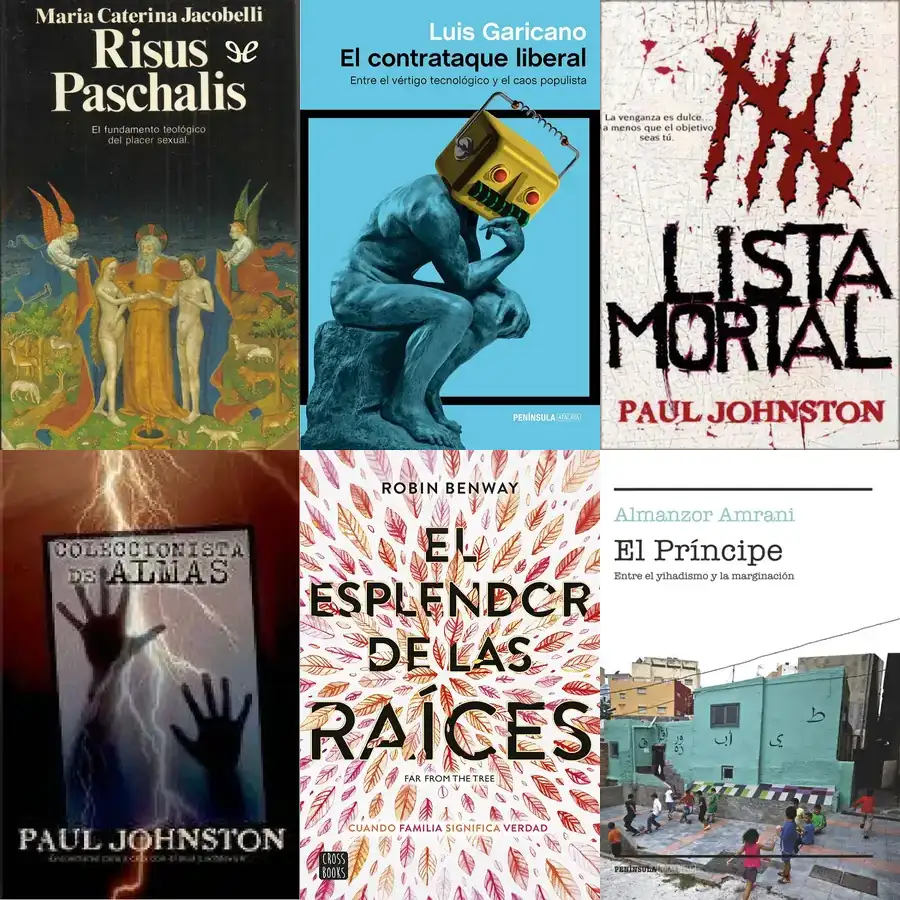 Maria Caterina Jacobelli
Risus
Paschalis
El fundamento teológico
del placer sexual.
Luis Garicano
El contrataque liberal
Entre el vértigo tecnológico y el caos populista
PENÍNSULA ATALAYA
La venganza es dulce.
a menos que el objetivo
seas tú.
LISTA
MORTAL
PAUL JOHNSTON
COLECCIONISTA
DE ALMAS
PAUL JOHNSTON
ROBIN BENWAY
EL
ESPLENDOR
DE LAS
RAÍCES
FAR FROM THE TREE
CUANDO FAMILIA SIGNIFICA VERDAD
CROSS
BOOKS
Almanzor Amrani
El Príncipe
Entre el yihadismo y la marginación
PENÍNSULA